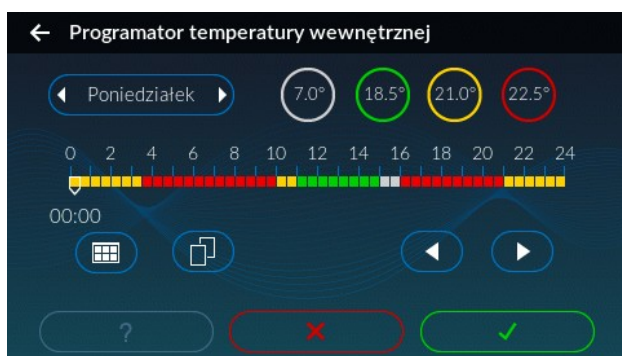 Programator temperatury wewnętrznej
Poniedziałek 7.0° 18.5° 21.0° 22.5°
0 2 4 6 8 10 12 14 16 18 20 22 24
00:00
?